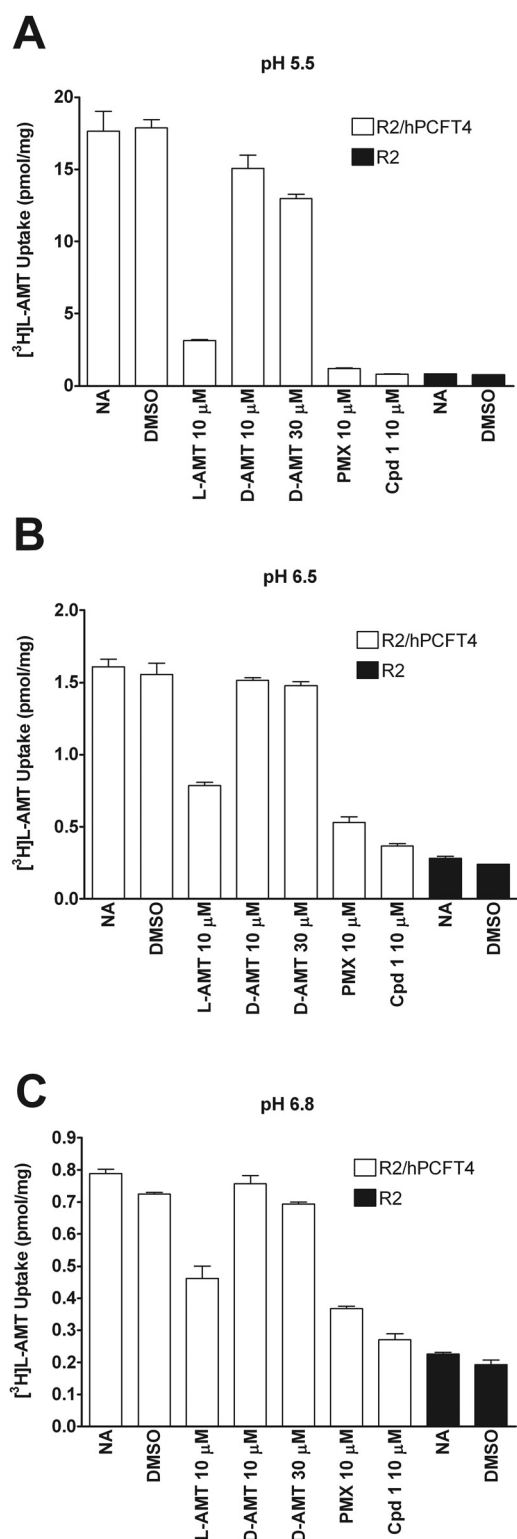 A
pH 5.5
[³H]L-AMT Uptake (pmol/mg)
20
15
10
5
0
R2/hPCFT4
R2
NA
DMSO
L-AMT 10 μM
D-AMT 10 μM
D-AMT 30 μM
PMX 10 μM
Cpd 1 10 μM
NA
DMSO
B
pH 6.5
[³H]L-AMT Uptake (pmol/mg)
2.0
1.5
1.0
0.5
0.0
R2/hPCFT4
R2
NA
DMSO
L-AMT 10 μM
D-AMT 10 μM
D-AMT 30 μM
PMX 10 μM
Cpd 1 10 μM
NA
DMSO
C
pH 6.8
[³H]L-AMT Uptake (pmol/mg)
0.9
0.8
0.7
0.6
0.5
0.4
0.3
0.2
0.1
0.0
R2/hPCFT4
R2
NA
DMSO
L-AMT 10 μM
D-AMT 10 μM
D-AMT 30 μM
PMX 10 μM
Cpd 1 10 μM
NA
DMSO